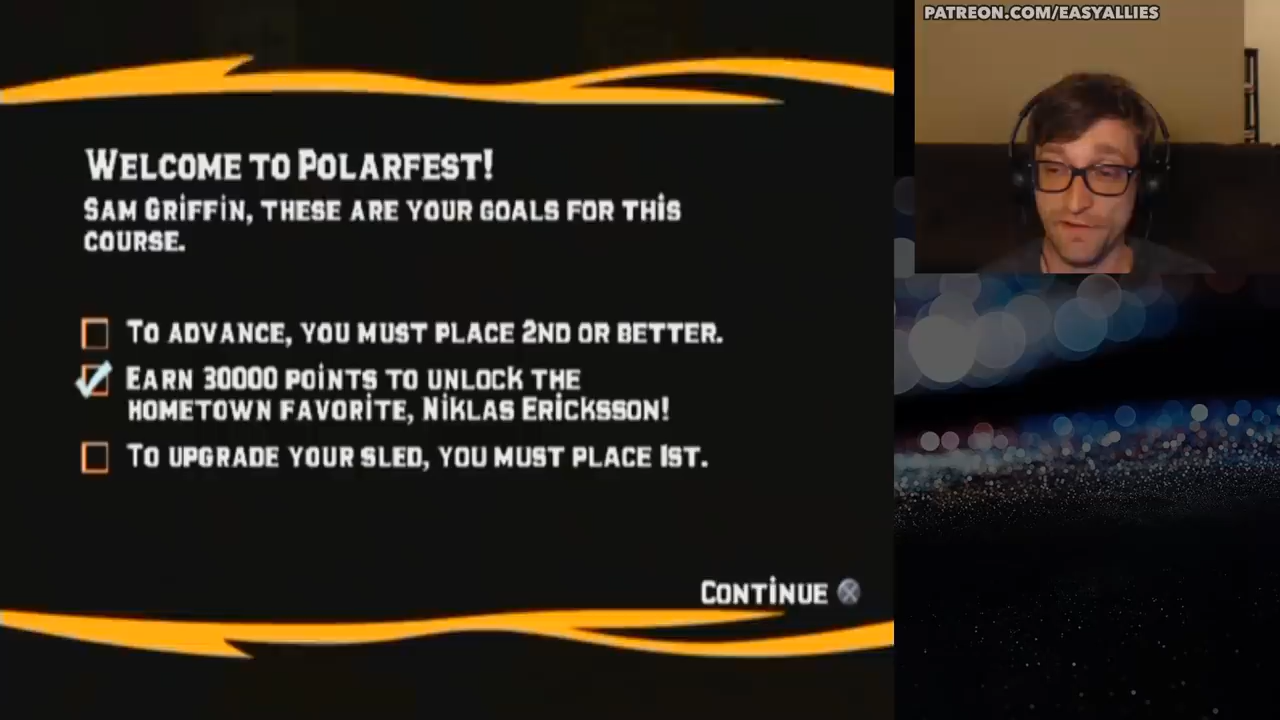 PATREON.COM/EASYALLIES
WELCOME TO POLARFEST!
SAM GRIFFIN, THESE ARE YOUR GOALS FOR THIS
COURSE.
TO ADVANCE, YOU MUST PLACE 2ND OR BETTER.
EARN 30000 POINTS TO UNLOCK THE
HOMETOWN FAVORITE, NIKLAS ERICKSSON!
TO UPGRADE YOUR SLED, YOU MUST PLACE 1ST.
CONTINUE